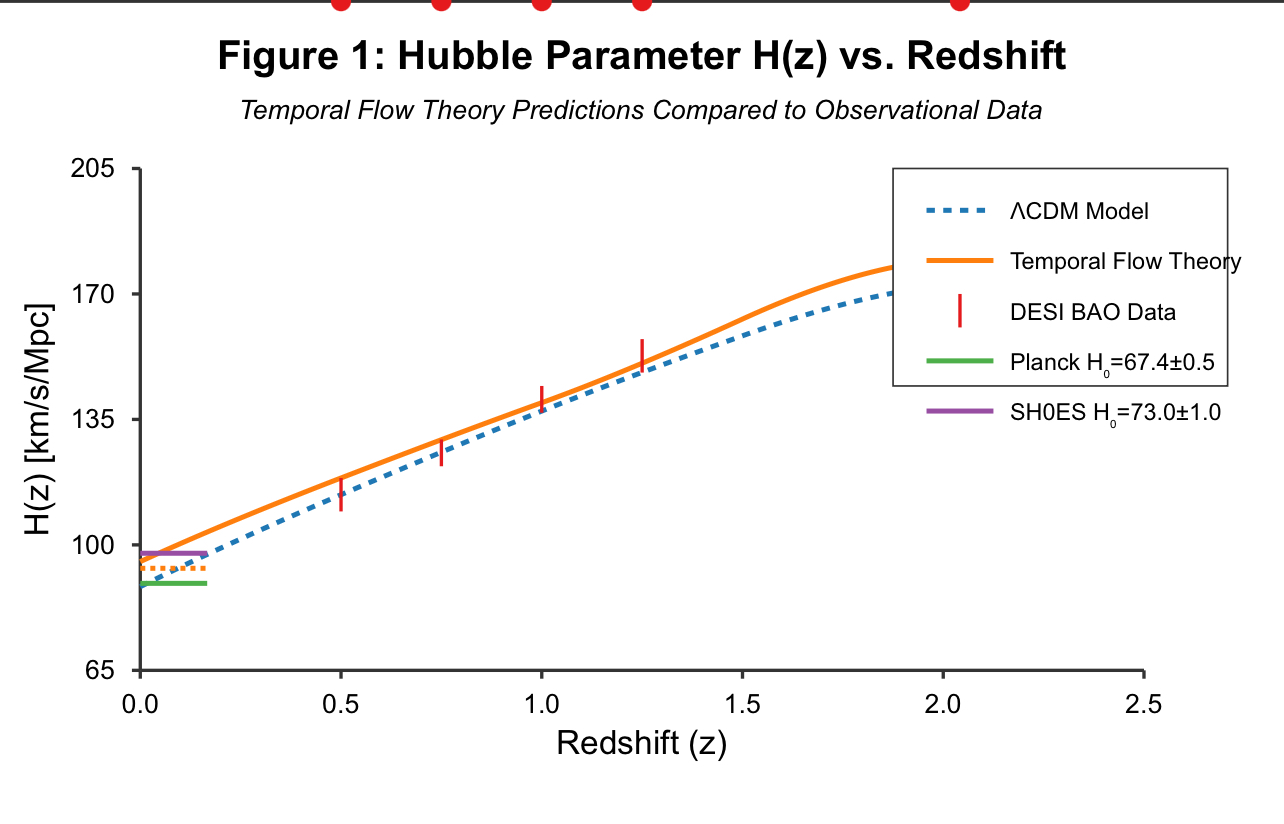 Figure 1: Hubble Parameter H(z) vs. Redshift
Temporal Flow Theory Predictions Compared to Observational Data
205
170
135
100
65
H(z) [km/s/Mpc]
ΛCDM Model
Temporal Flow Theory
DESI BAO Data
Planck H₀=67.4±0.5
SH0ES H₀=73.0±1.0
0.0 0.5 1.0 1.5 2.0 2.5
Redshift (z)